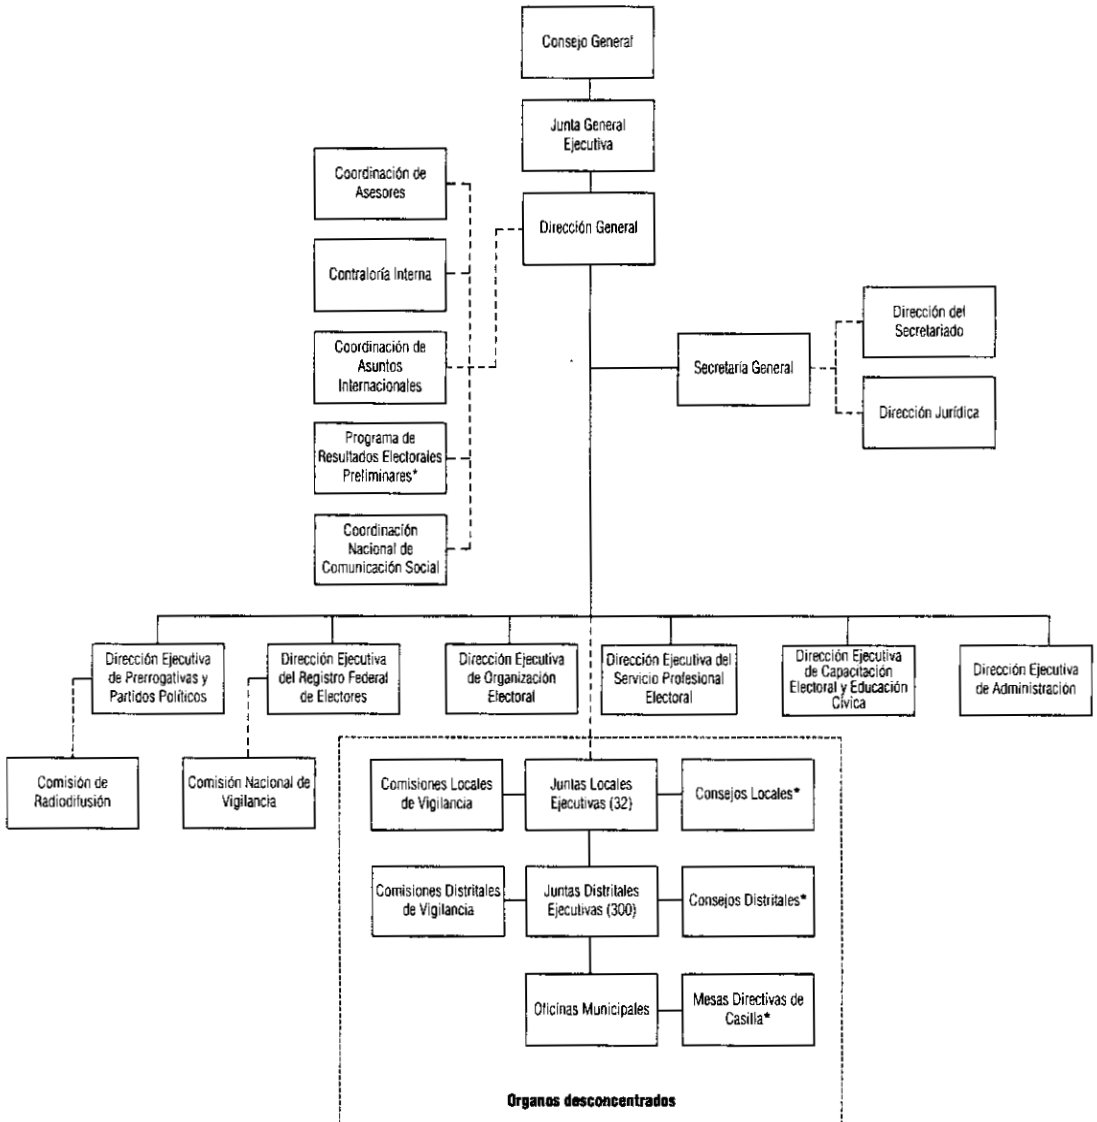 Consejo General
Junta General
Ejecutiva
Coordinación de
Asesores
Dirección General
Contraloría Interna
Dirección del
Secretariado
Coordinación de
Asuntos
Internacionales
Secretaría General
Dirección Jurídica
Programa de
Resultados Electorales
Preliminares*
Coordinación
Nacional de
Comunicación Social
Dirección Ejecutiva
de Prerrogativas y
Partidos Políticos
Dirección Ejecutiva
del Registro Federal
de Electores
Dirección Ejecutiva
de Organización
Electoral
Dirección Ejecutiva del
Servicio Profesional
Electoral
Dirección Ejecutiva
de Capacitación
Electoral y Educación
Cívica
Dirección Ejecutiva
de Administración
Comisión de
Radiodifusión
Comisión Nacional de
Vigilancia
Comisiones Locales
de Vigilancia
Juntas Locales
Ejecutivas (32)
Consejos Locales*
Comisiones Distritales
de Vigilancia
Juntas Distritales
Ejecutivas (300)
Consejos Distritales*
Oficinas Municipales
Mesas Directivas de
Casilla*
Organos desconcentrados